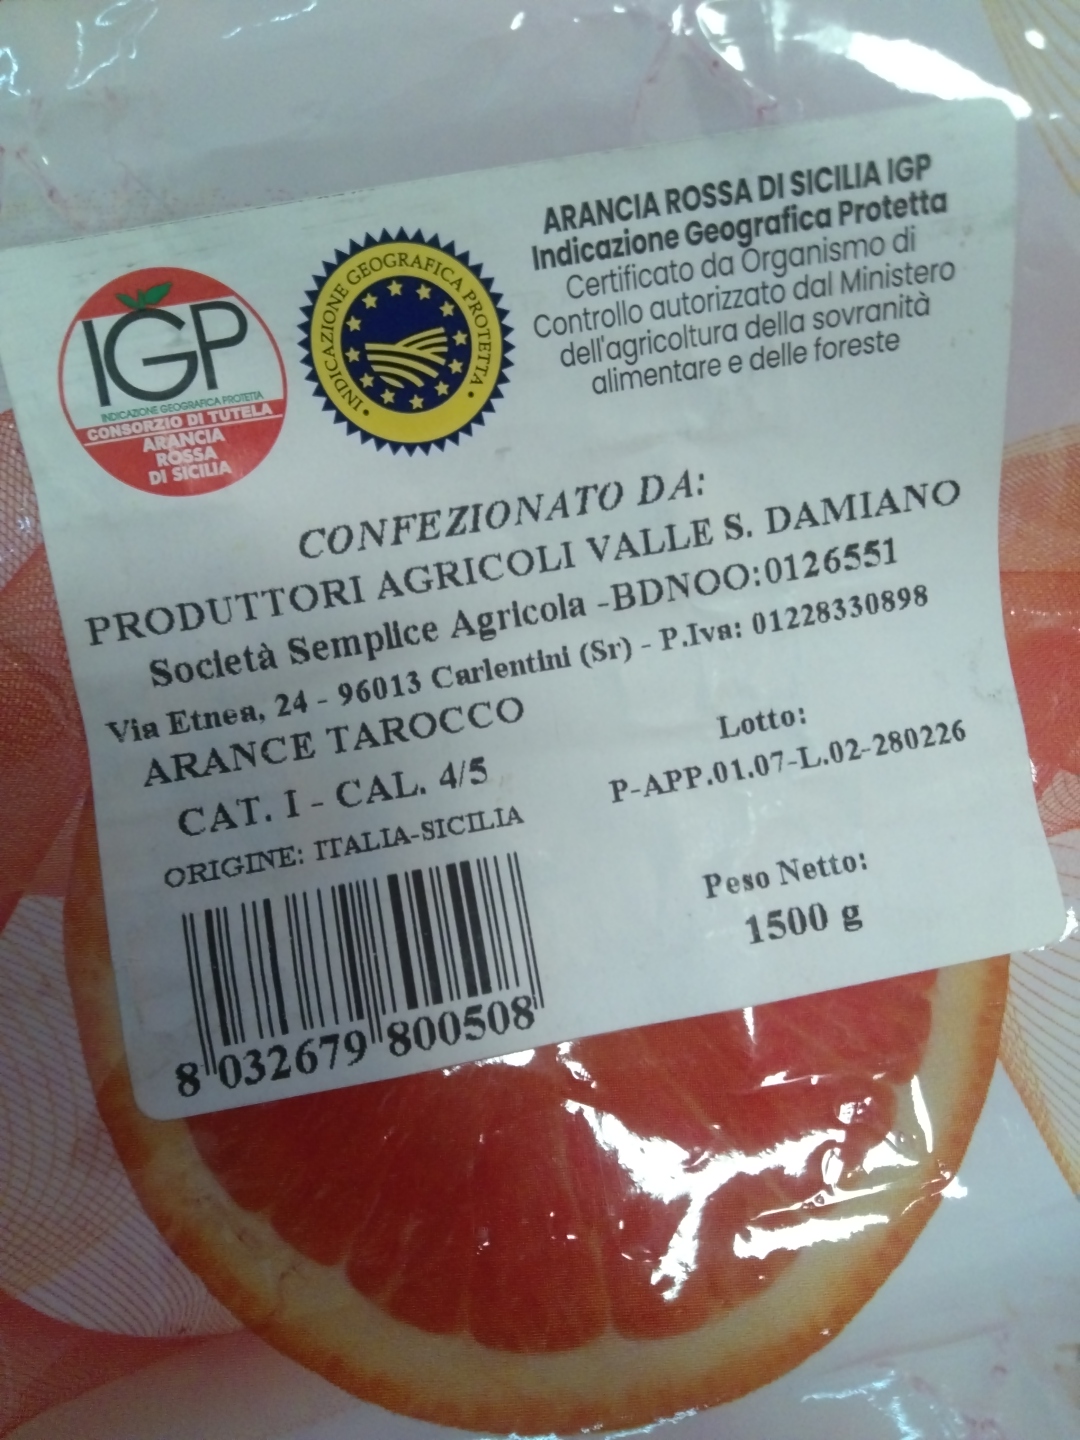 IGP
INDICAZIONE GEOGRAFICA PROTETTA
CONSORZIO DI TUTELA
ARANCIA
ROSSA
DI SICILIA
• INDICAZIONE GEOGRAFICA PROTETTA •
ARANCIA ROSSA DI SICILIA IGP
Indicazione Geografica Protetta
Certificato da Organismo di
Controllo autorizzato dal Ministero
dell'agricoltura della sovranità
alimentare e delle foreste
CONFEZIONATO DA:
PRODUTTORI AGRICOLI VALLE S. DAMIANO
Società Semplice Agricola -BDNOO:0126551
Via Etnea, 24 - 96013 Carlentini (Sr) - P.Iva: 01228330898
ARANCE TAROCCO
CAT. I - CAL. 4/5
ORIGINE: ITALIA-SICILIA
Lotto:
P-APP.01.07-L.02-280226
Peso Netto:
1500 g
8 032679 800508